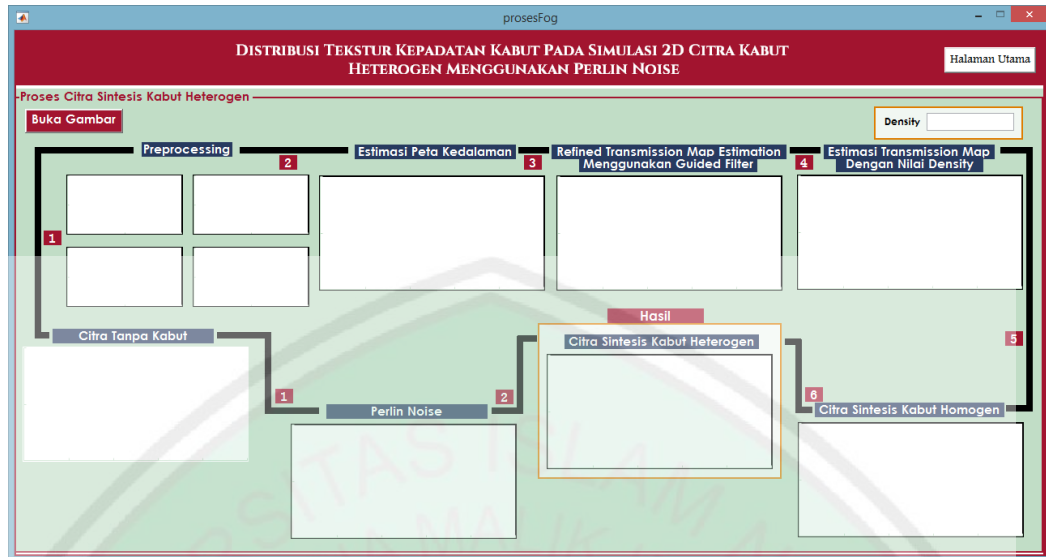 prosesFog
Distribusi Tekstur Kepadatan Kabut Pada Simulasi 2D Citra Kabut
Heterogen Menggunakan Perlin Noise
Halaman Utama
Proses Citra Sintesis Kabut Heterogen
Buka Gambar
Density
Preprocessing
2
Estimasi Peta Kedalaman
3
Refined Transmission Map Estimation
Menggunakan Guided Filter
4
Estimasi Transmission Map
Dengan Nilai Density
1
Hasil
Citra Tanpa Kabut
Citra Sintesis Kabut Heterogen
5
1
2
6
Perlin Noise
Citra Sintesis Kabut Homogen